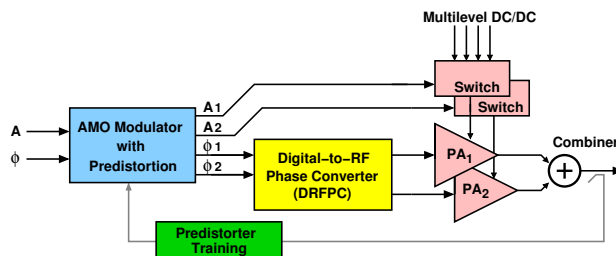 Multilevel DC/DC
Switch
Switch
A1
A2
ϕ1
ϕ2
A
ϕ
AMO Modulator
with
Predistortion
Digital−to−RF
Phase Converter
(DRFPC)
PA1
PA2
Combiner
+
Predistorter
Training